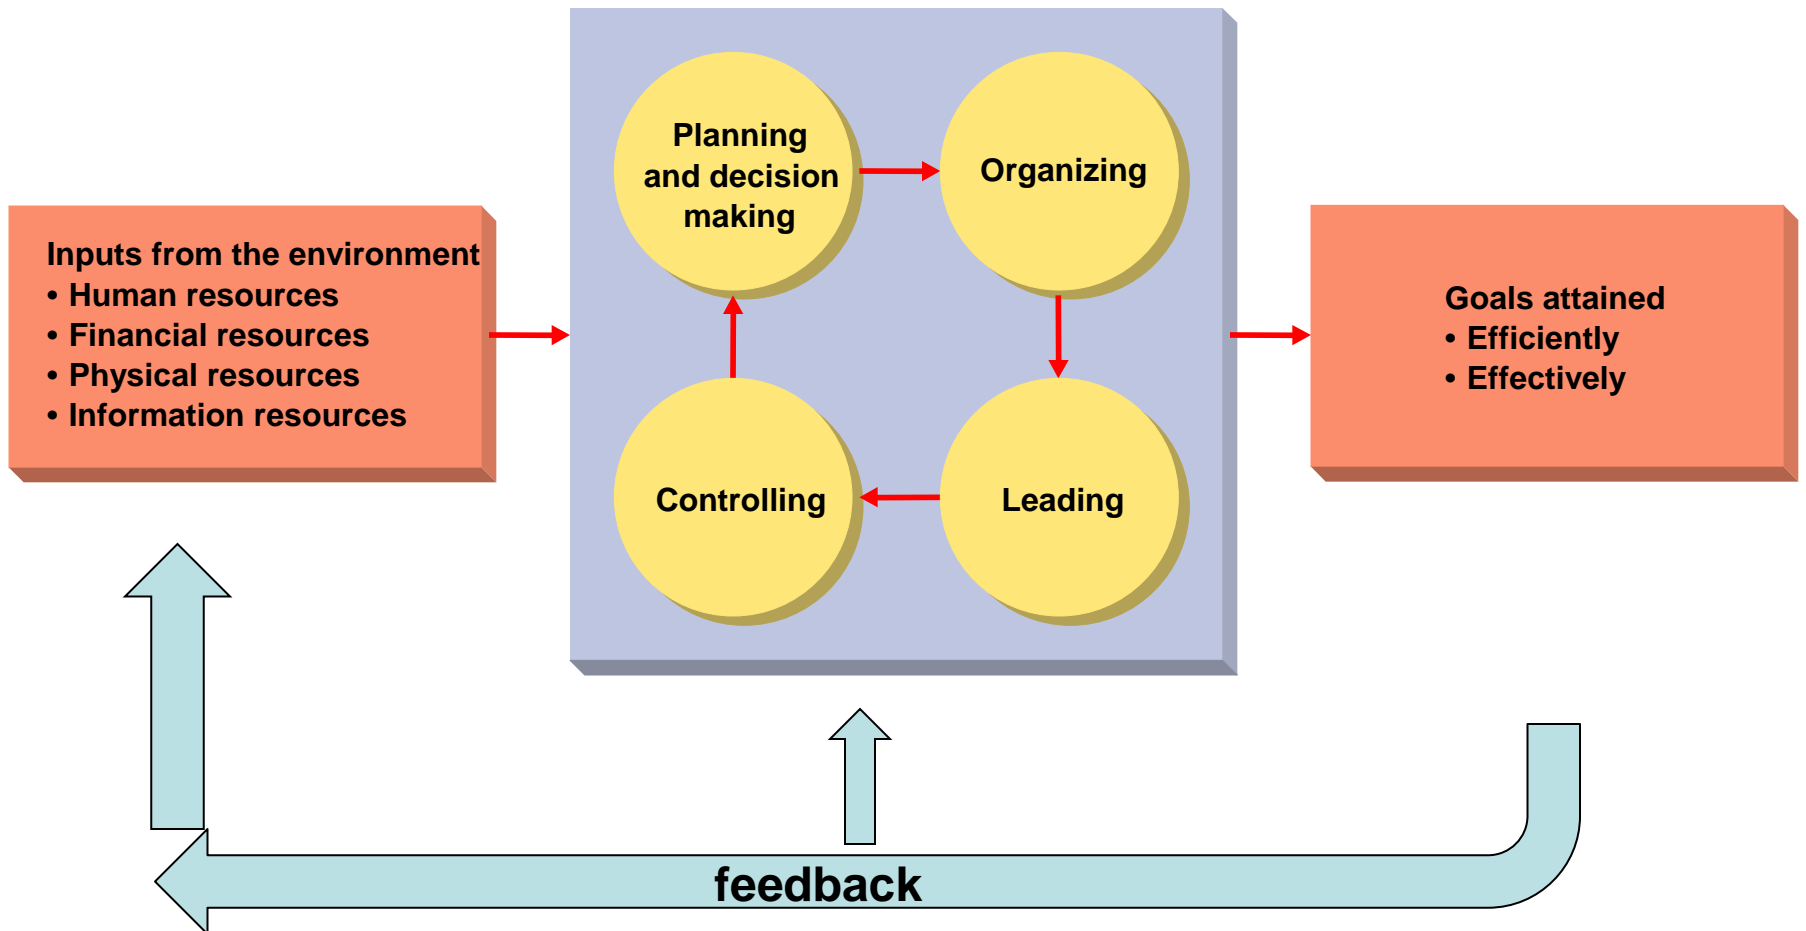 Inputs from the environment
• Human resources
• Financial resources
• Physical resources
• Information resources
Planning
and decision
making
Organizing
Controlling
Leading
Goals attained
• Efficiently
• Effectively
feedback